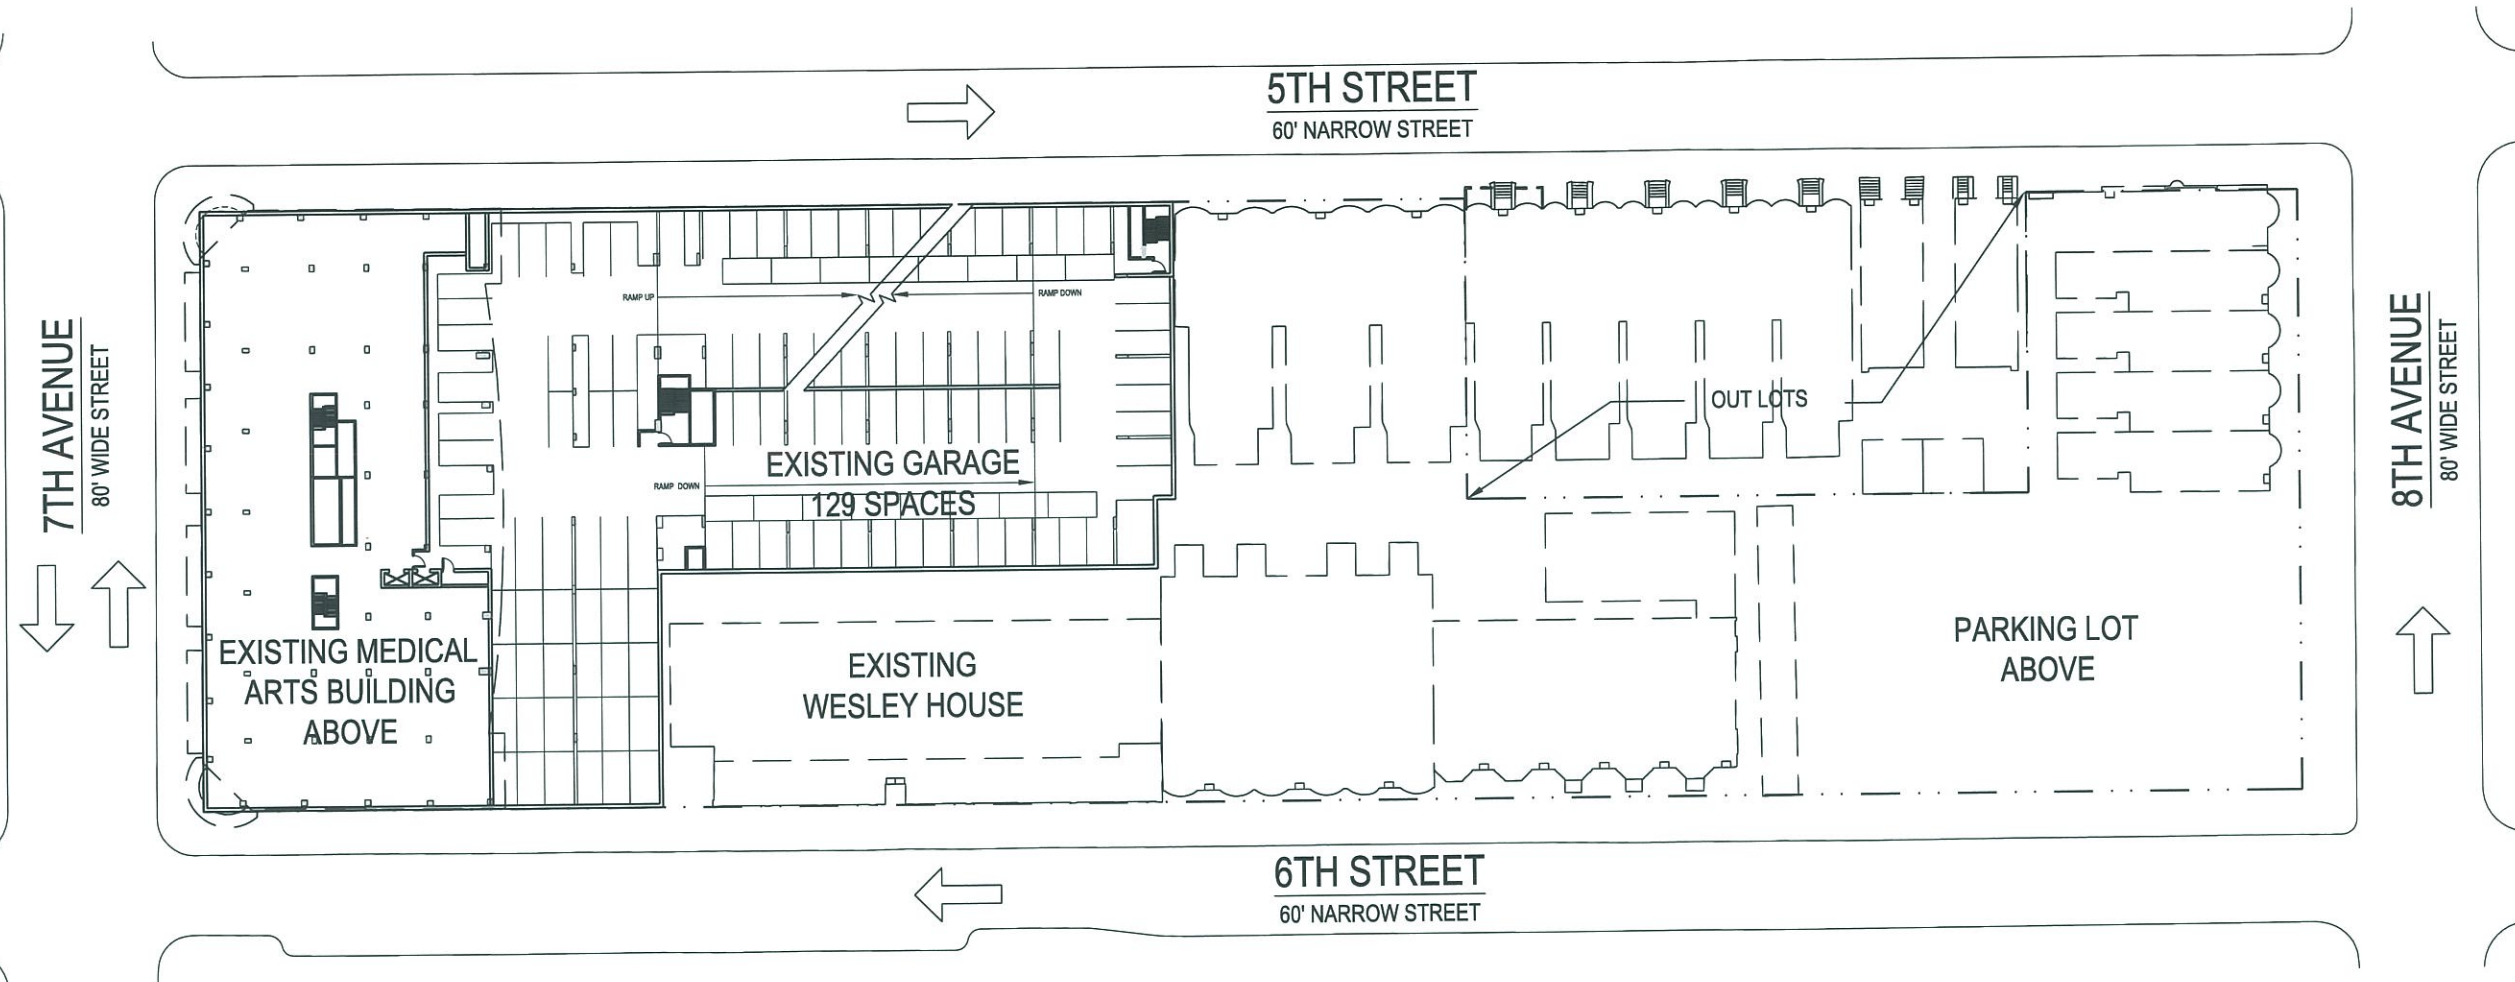 5TH STREET
60' NARROW STREET
7TH AVENUE
80' WIDE STREET
RAMP UP
RAMP DOWN
EXISTING GARAGE
RAMP DOWN
129 SPACES
OUT LOTS
8TH AVENUE
80' WIDE STREET
EXISTING MEDICAL
ARTS BUILDING
ABOVE
EXISTING
WESLEY HOUSE
PARKING LOT
ABOVE
6TH STREET
60' NARROW STREET